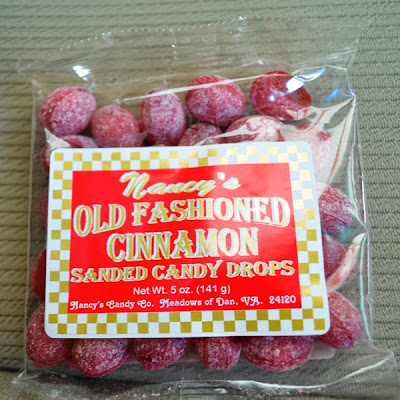 Nancy's
OLD FASHIONED
CINNAMON
SANDED CANDY DROPS
Net Wt. 5 oz. (141 g)
Nancy's Candy Co. Meadows of Dan, VA. 24120